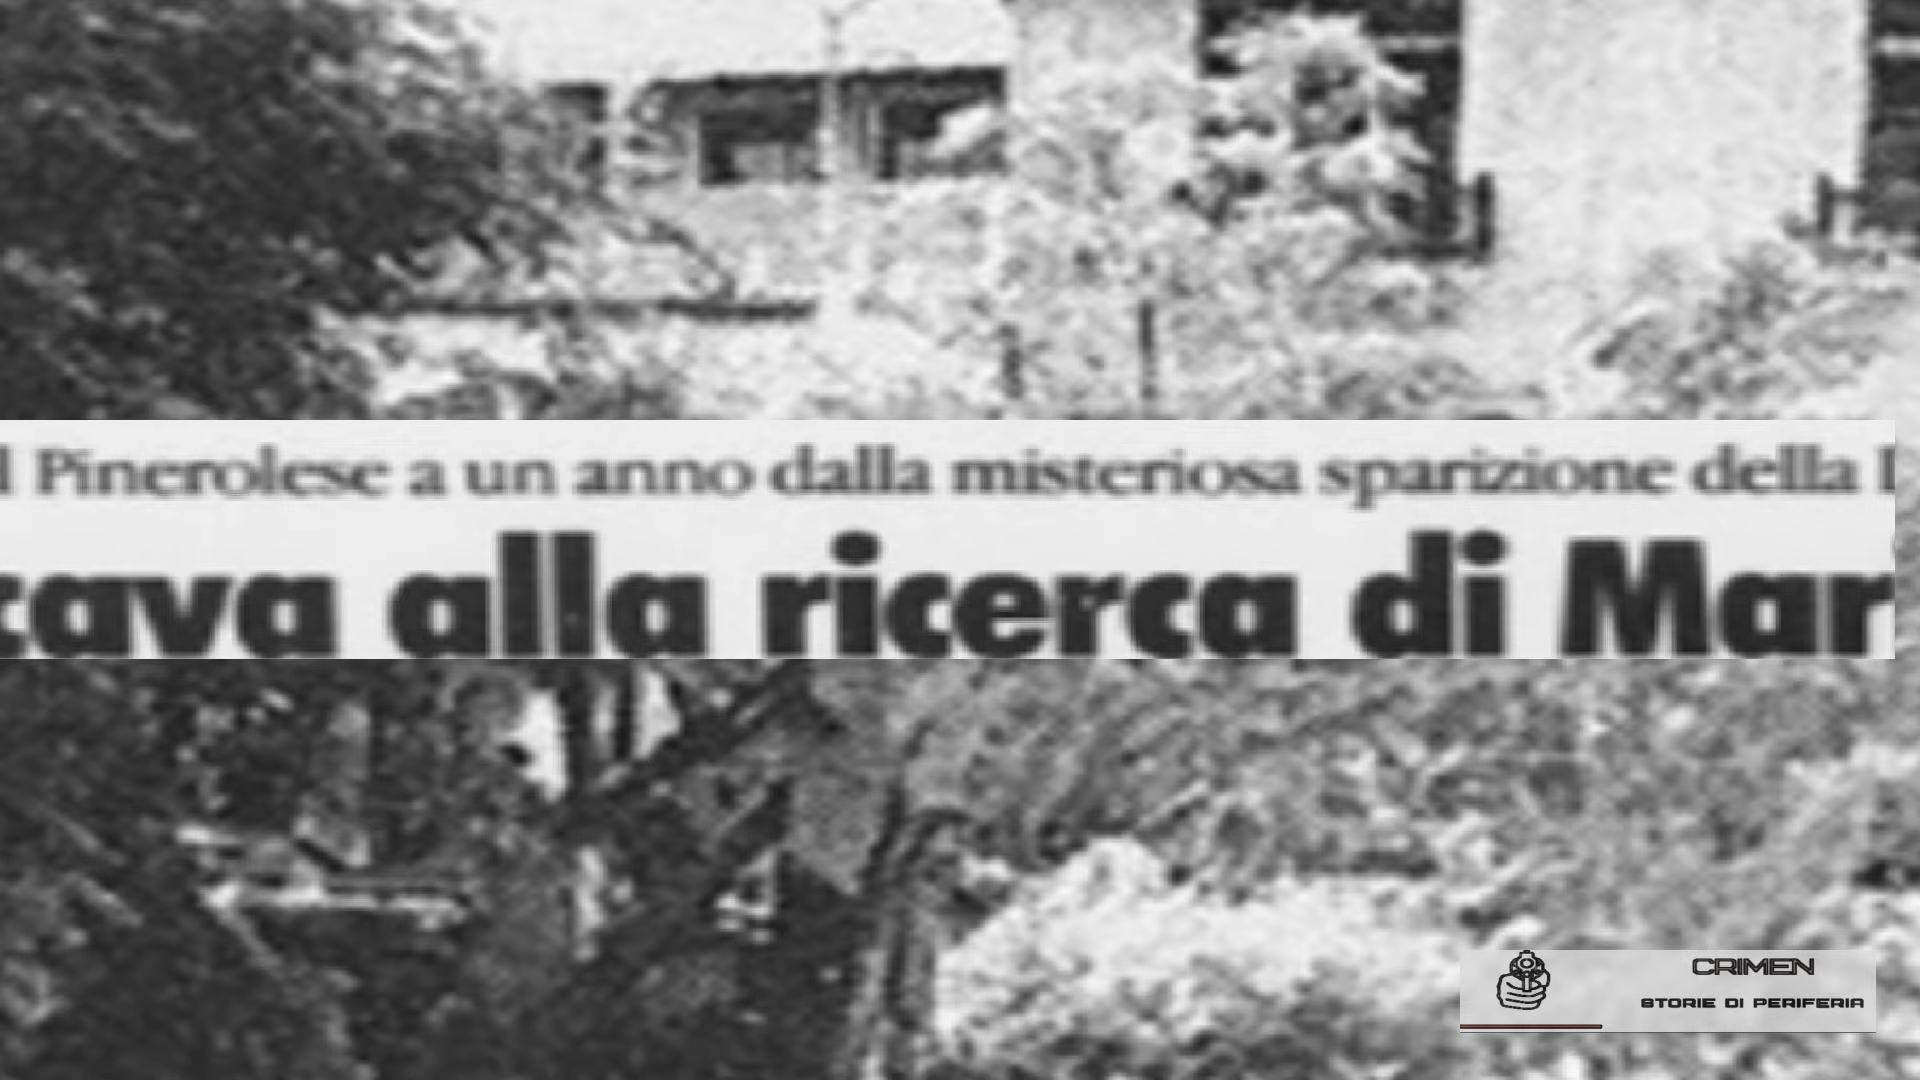 Pinerolese a un anno dalla misteriosa sparizione della
cava alla ricerca di Mar
CRIMEN
STORIE DI PERIFERIA